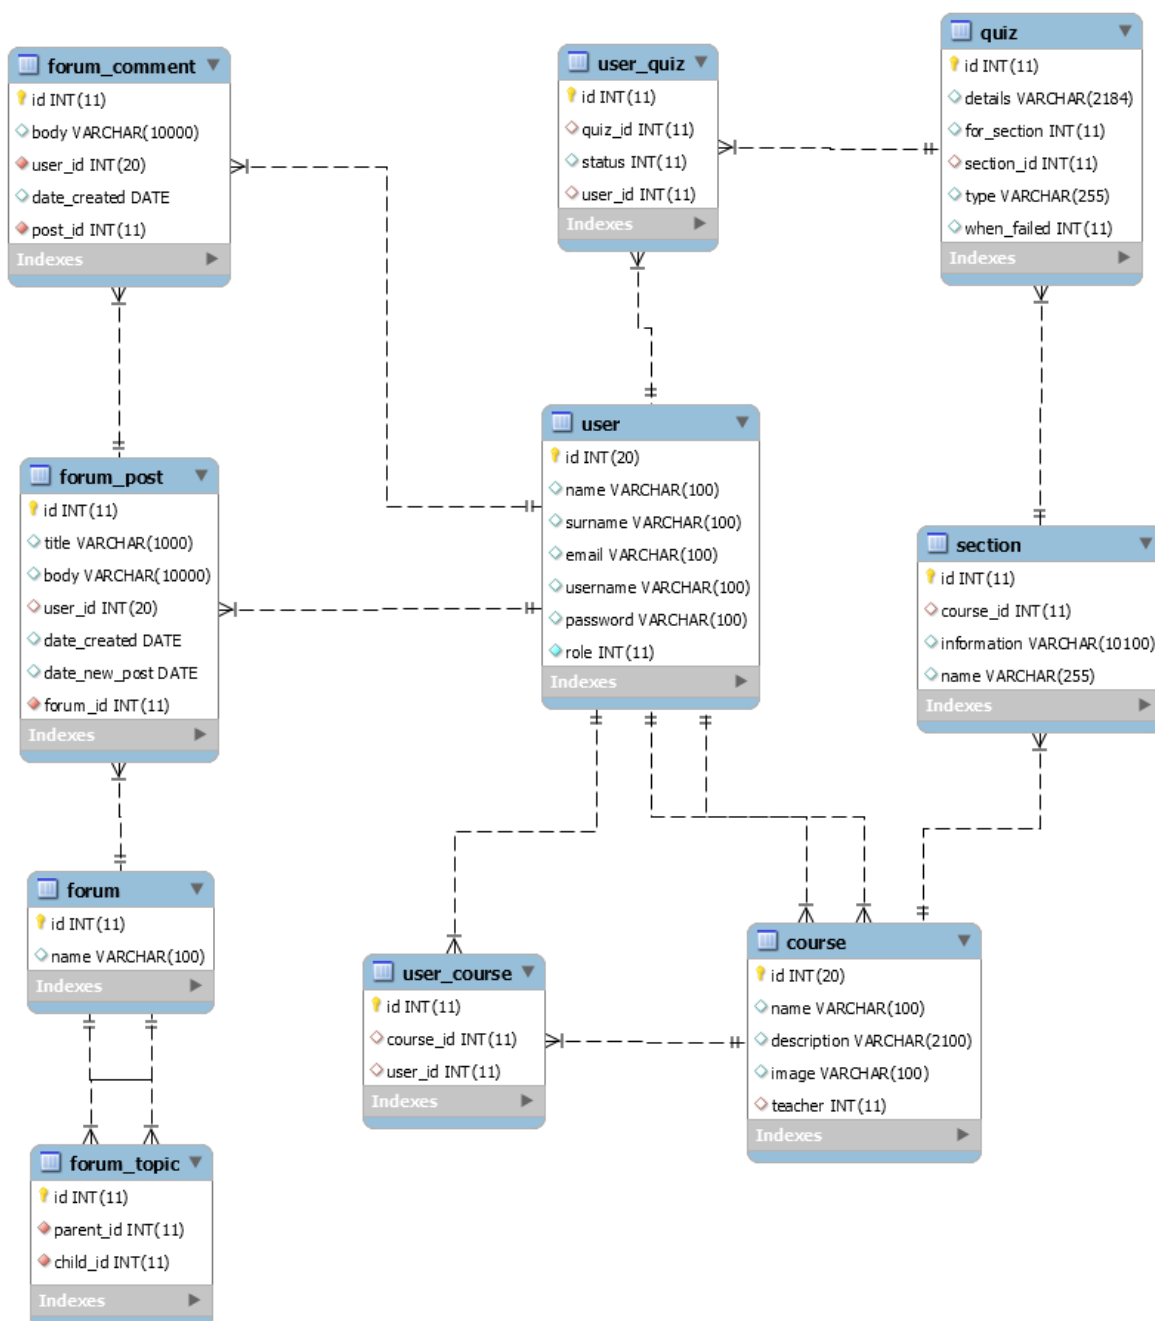 forum_comment
id INT(11)
body VARCHAR(10000)
user_id INT(20)
date_created DATE
post_id INT(11)
Indexes
user_quiz
id INT(11)
quiz_id INT(11)
status INT(11)
user_id INT(11)
Indexes
quiz
id INT(11)
details VARCHAR(2184)
for_section INT(11)
section_id INT(11)
type VARCHAR(255)
when_failed INT(11)
Indexes
forum_post
id INT(11)
title VARCHAR(1000)
body VARCHAR(10000)
user_id INT(20)
date_created DATE
date_new_post DATE
forum_id INT(11)
Indexes
user
id INT(20)
name VARCHAR(100)
surname VARCHAR(100)
email VARCHAR(100)
username VARCHAR(100)
password VARCHAR(100)
role INT(11)
Indexes
section
id INT(11)
course_id INT(11)
information VARCHAR(10100)
name VARCHAR(255)
Indexes
forum
id INT(11)
name VARCHAR(100)
Indexes
user_course
id INT(11)
course_id INT(11)
user_id INT(11)
Indexes
course
id INT(20)
name VARCHAR(100)
description VARCHAR(2100)
image VARCHAR(100)
teacher INT(11)
Indexes
forum_topic
id INT(11)
parent_id INT(11)
child_id INT(11)
Indexes